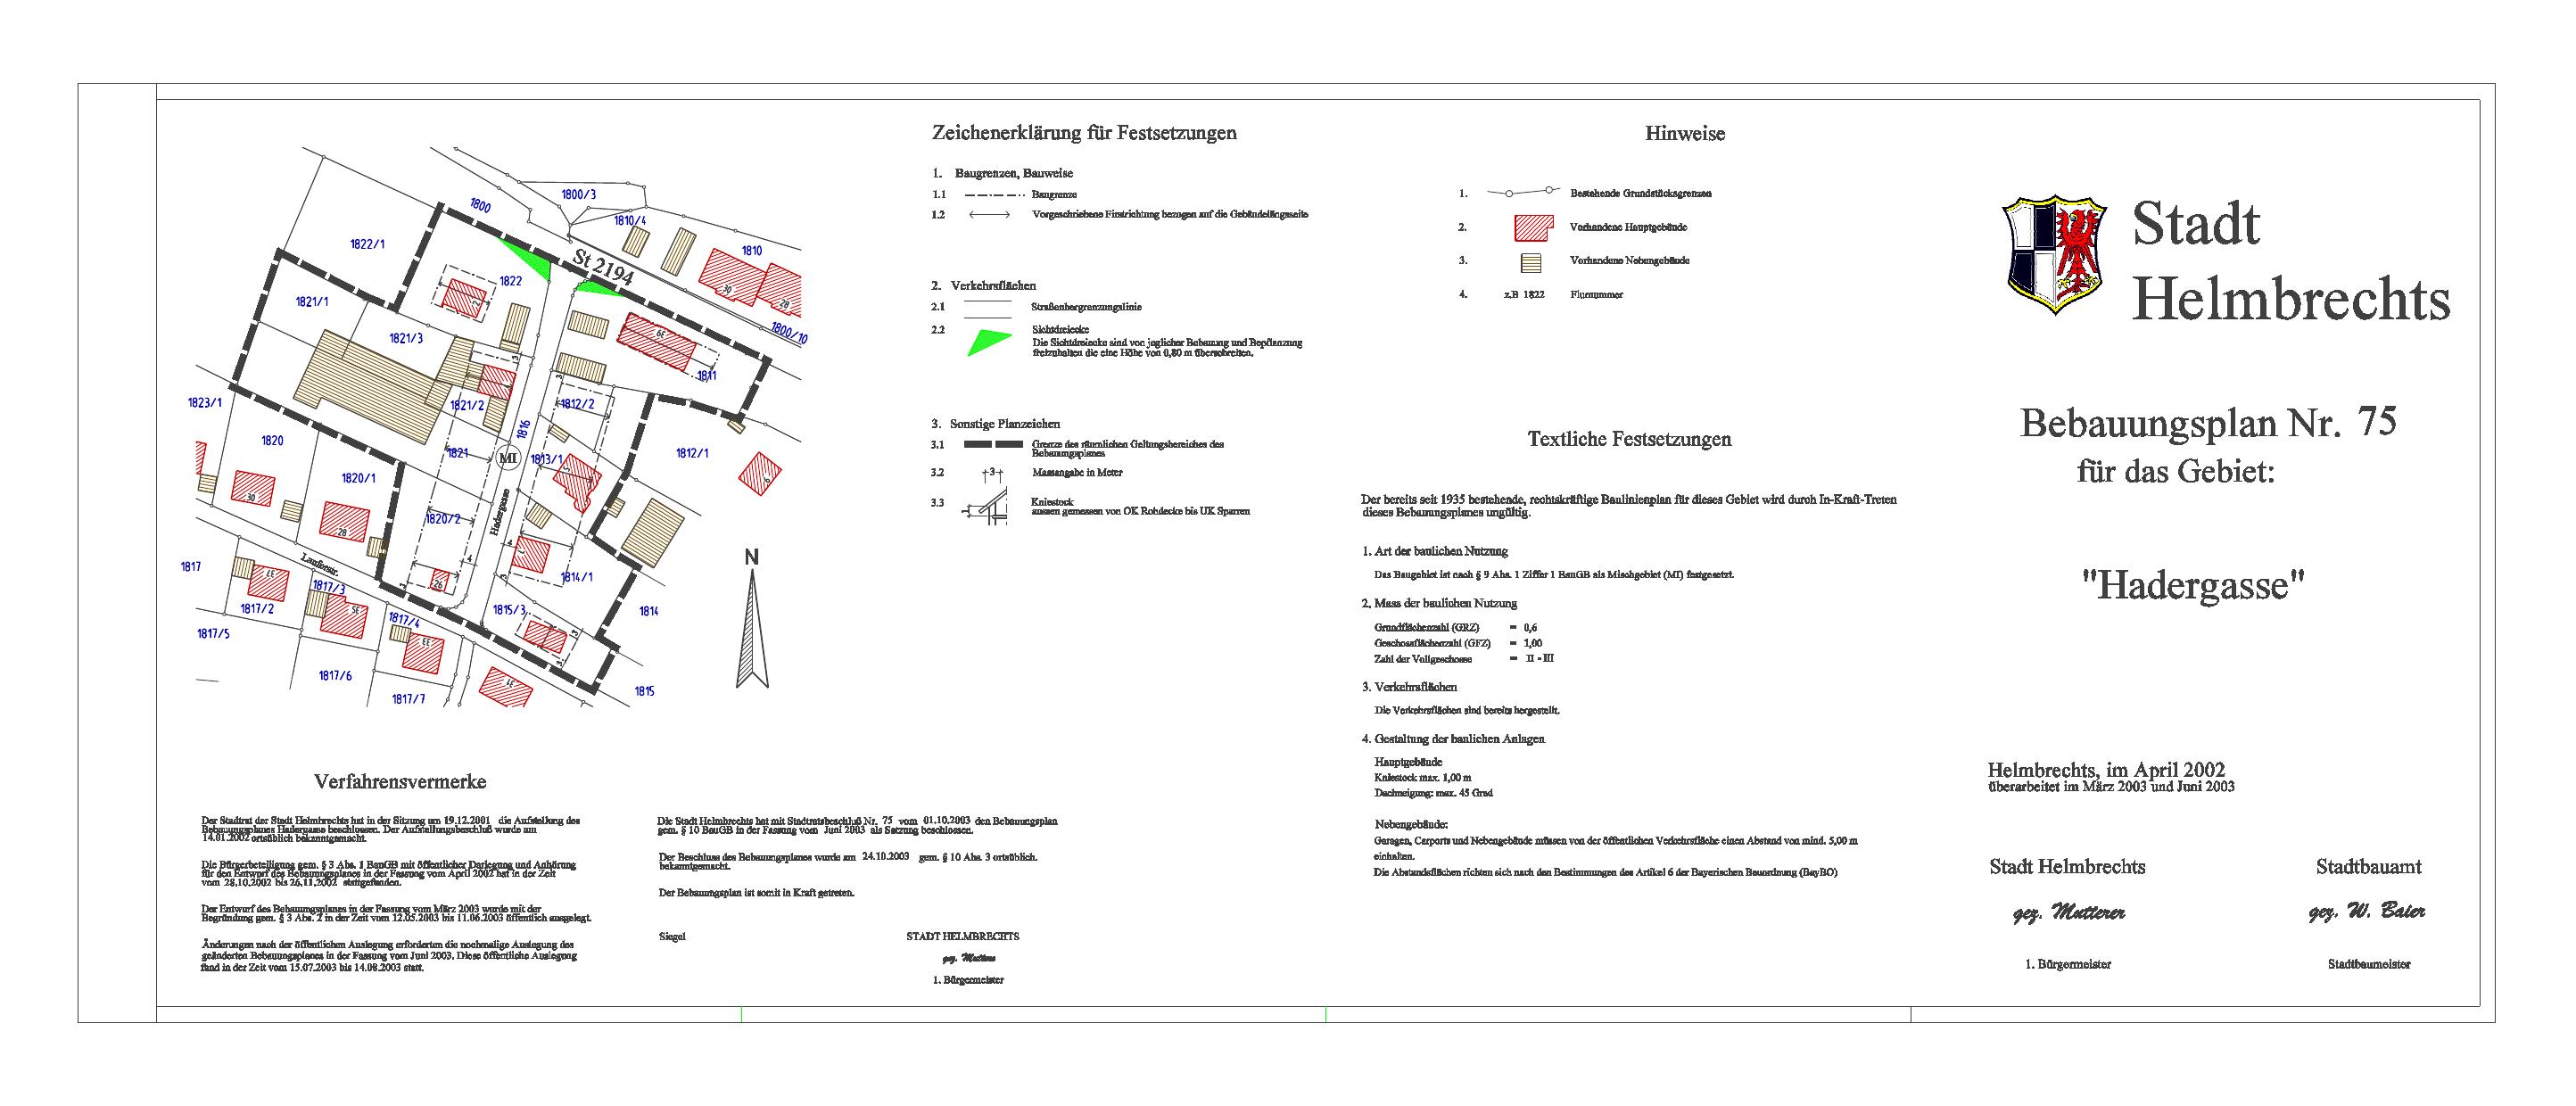 1800/3
1800
1810/4
1822/1
1810
St 2194
1822
1821/1
30
28
1800/10
1821/3
1811
1823/1
1821/2
1812/2
1816
1820
1821
MI
1813/1
1812/1
30
1820/1
28
1820/2
Hadergasse
Lauferstr.
1817
26
1814/1
1817/3
1817/2
1817/4
1815/3
1814
1817/5
1817/6
1817/7
1815
N
Zeichenerklärung für Festsetzungen
1. Baugrenzen, Bauweise
1.1 Baugrenze
1.2 Vorgeschriebene Firstrichtung bezogen auf die Gebäudelängsseite
2. Verkehrsflächen
2.1 Straßenbergrenzungslinie
2.2 Sichtdreiecke
Die Sichtdreiecke sind von jeglicher Bebauung und Bepflanzung
freizuhalten die eine Höhe von 0,80 m überschreiten.
3. Sonstige Planzeichen
3.1 Grenze des räumlichen Geltungsbereiches des
Bebauungsplanes
3.2 3 Massangabe in Meter
3.3 Kniestock
aussen gemessen von OK Rohdecke bis UK Sparren
Hinweise
1. Bestehende Grundstücksgrenzen
2. Vorhandene Hauptgebäude
3. Vorhandene Nebengebäude
4. z.B 1822 Flurnummer
Textliche Festsetzungen
Der bereits seit 1935 bestehende, rechtskräftige Baulinienplan für dieses Gebiet wird durch In-Kraft-Treten
dieses Bebauungsplanes ungültig.
1. Art der baulichen Nutzung
Das Baugebiet ist nach § 9 Abs. 1 Ziffer 1 BauGB als Mischgebiet (MI) festgesetzt.
2. Mass der baulichen Nutzung
Grundflächenzahl (GRZ) = 0,6
Geschossflächenzahl (GFZ) = 1,00
Zahl der Vollgeschosse = II - III
3. Verkehrsflächen
Die Verkehrsflächen sind bereits hergestellt.
4. Gestaltung der baulichen Anlagen
Hauptgebäude
Kniestock max. 1,00 m
Dachneigung: max. 45 Grad
Nebengebäude:
Garagen, Carports und Nebengebäude müssen von der öffentlichen Verkehrsfläche einen Abstand von mind. 5,00 m
einhalten.
Die Abstandsflächen richten sich nach den Bestimmungen des Artikel 6 der Bayerischen Bauordnung (BayBO)
Verfahrensvermerke
Der Stadtrat der Stadt Helmbrechts hat in der Sitzung am 19.12.2001 die Aufstellung des
Bebauungsplanes Hadergasse beschlossen. Der Aufstellungsbeschluß wurde am
14.01.2002 ortsüblich bekanntgemacht.
Die Bürgerbeteiligung gem. § 3 Abs. 1 BauGB mit öffentlicher Darlegung und Anhörung
für den Entwurf des Bebauungsplanes in der Fassung vom April 2002 hat in der Zeit
vom 28.10.2002 bis 26.11.2002 stattgefunden.
Der Entwurf des Bebauungsplanes in der Fassung vom März 2003 wurde mit der
Begründung gem. § 3 Abs. 2 in der Zeit vom 12.05.2003 bis 11.06.2003 öffentlich ausgelegt.
Änderungen nach der öffentlichen Auslegung erforderten die nochmalige Auslegung des
geänderten Bebauungsplanes in der Fassung vom Juni 2003. Diese öffentliche Auslegung
fand in der Zeit vom 15.07.2003 bis 14.08.2003 statt.
Die Stadt Helmbrechts hat mit Stadtratsbeschluß Nr. 75 vom 01.10.2003 den Bebauungsplan
gem. § 10 BauGB in der Fassung vom Juni 2003 als Satzung beschlossen.
Der Beschluss des Bebauungsplanes wurde am 24.10.2003 gem. § 10 Abs. 3 ortsüblich.
bekanntgemacht.
Der Bebauungsplan ist somit in Kraft getreten.
Siegel
STADT HELMBRECHTS
gez. Mutterer
1. Bürgermeister
Stadt
Helmbrechts
Bebauungsplan Nr. 75
für das Gebiet:
"Hadergasse"
Helmbrechts, im April 2002
überarbeitet im März 2003 und Juni 2003
Stadt Helmbrechts
gez. Mutterer
1. Bürgermeister
Stadtbauamt
gez. W. Baier
Stadtbaumeister